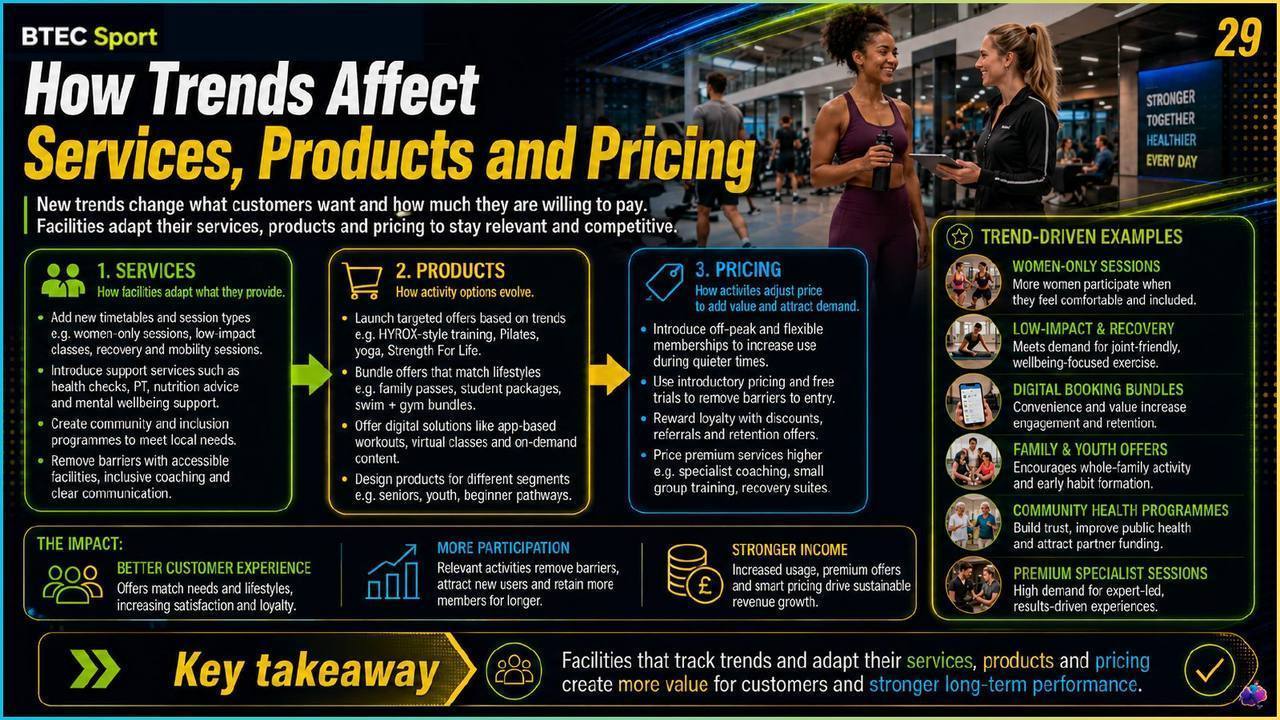 BTEC Sport
29
How Trends Affect
Services, Products and Pricing
New trends change what customers want and how much they are willing to pay.
Facilities adapt their services, products and pricing to stay relevant and competitive.
STRONGER
TOGETHER
HEALTHIER
EVERY DAY
1. SERVICES
How facilities adapt what they provide.
• Add new timetables and session types
e.g. women-only sessions, low-impact
classes, recovery and mobility sessions.
• Introduce support services such as
health checks, PT, nutrition advice
and mental wellbeing support.
• Create community and inclusion
programmes to meet local needs.
• Remove barriers with accessible
facilities, inclusive coaching and
clear communication.
2. PRODUCTS
How activity options evolve.
• Launch targeted offers based on trends
e.g. HYROX-style training, Pilates,
yoga, Strength For Life.
• Bundle offers that match lifestyles
e.g. family passes, student packages,
swim + gym bundles.
• Offer digital solutions like app-based
workouts, virtual classes and on-demand
content.
• Design products for different segments
e.g. seniors, youth, beginner pathways.
3. PRICING
How activites adjust price
to add value and attract demand.
• Introduce off-peak and flexible
memberships to increase use
during quieter times.
• Use introductory pricing and free
trials to remove barriers to entry.
• Reward loyalty with discounts,
referrals and retention offers.
• Price premium services higher
e.g. specialist coaching, small
group training, recovery suites.
TREND-DRIVEN EXAMPLES
WOMEN-ONLY SESSIONS
More women participate when
they feel comfortable and included.
LOW-IMPACT & RECOVERY
Meets demand for joint-friendly,
wellbeing-focused exercise.
DIGITAL BOOKING BUNDLES
Convenience and value increase
engagement and retention.
FAMILY & YOUTH OFFERS
Encourages whole-family activity
and early habit formation.
COMMUNITY HEALTH PROGRAMMES
Build trust, improve public health
and attract partner funding.
PREMIUM SPECIALIST SESSIONS
High demand for expert-led,
results-driven experiences.
THE IMPACT:
BETTER CUSTOMER EXPERIENCE
Offers match needs and lifestyles,
increasing satisfaction and loyalty.
MORE PARTICIPATION
Relevant activities remove barriers,
attract new users and retain more
members for longer.
£
STRONGER INCOME
Increased usage, premium offers
and smart pricing drive sustainable
revenue growth.
Key takeaway
Facilities that track trends and adapt their services, products and pricing
create more value for customers and stronger long-term performance.